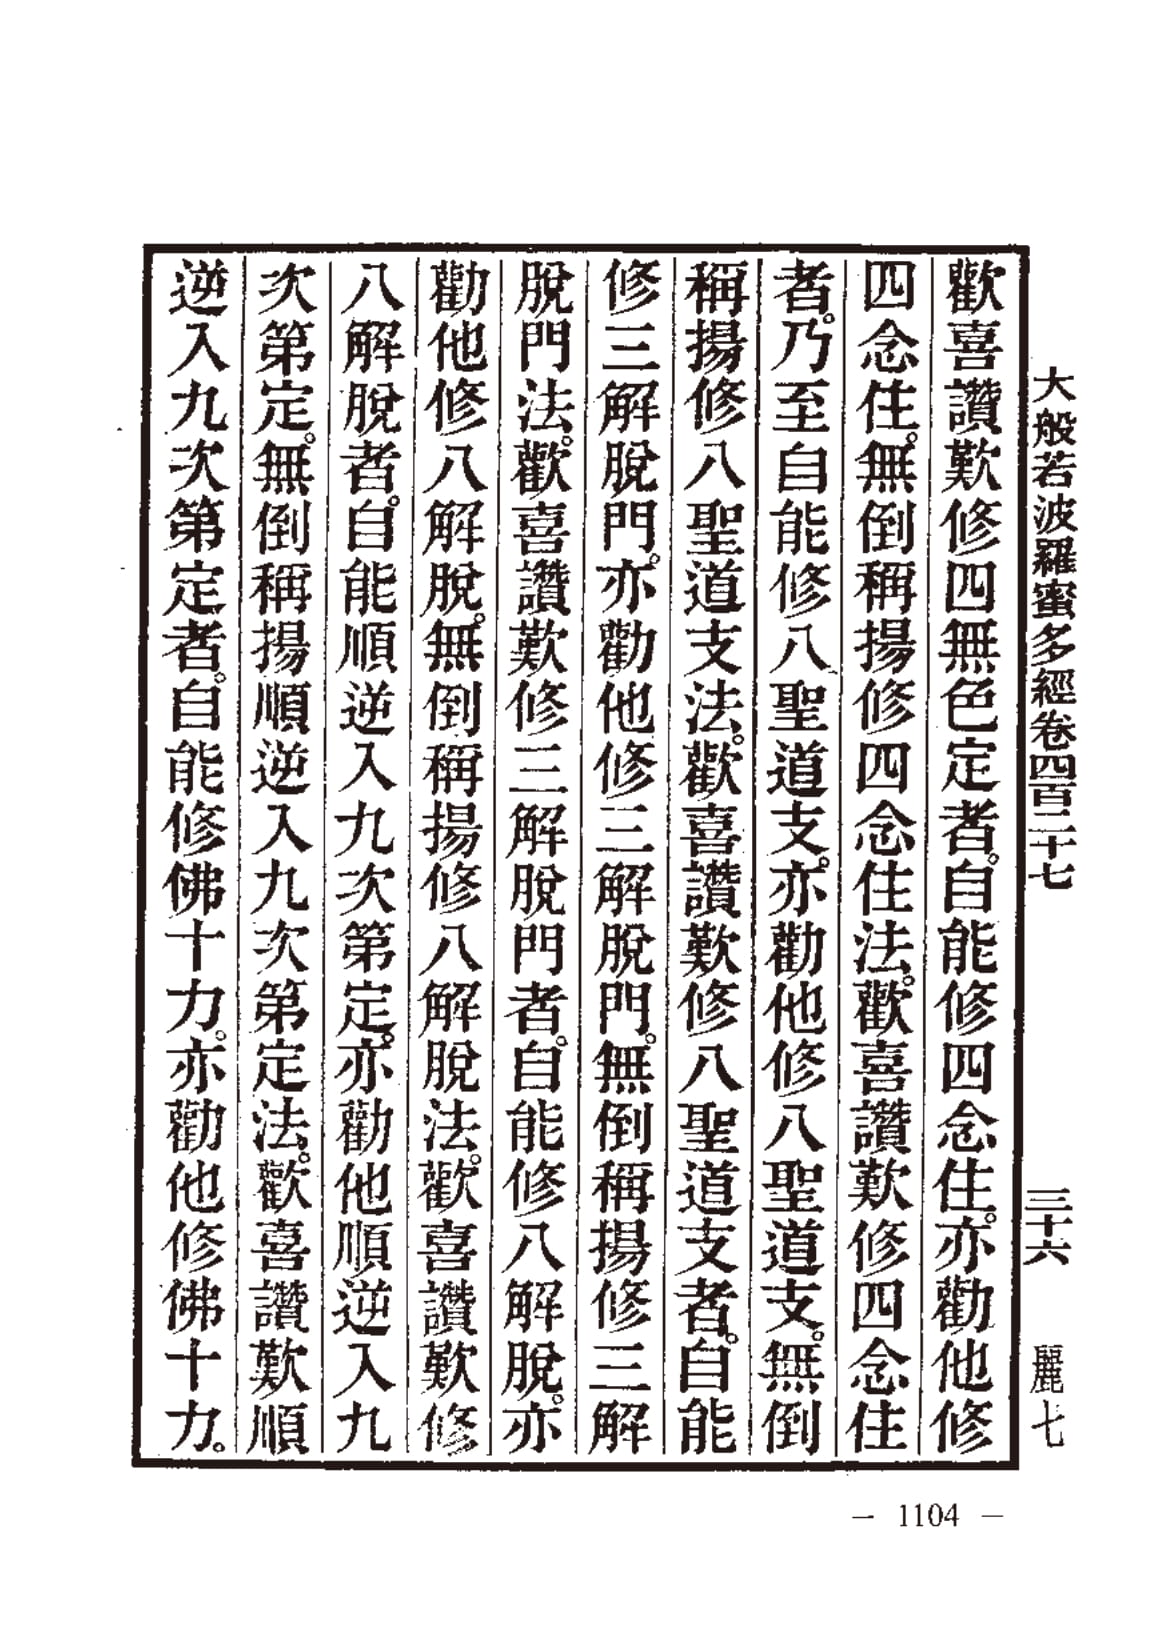 大般若波羅蜜多經卷四百二十七 三十六 麗七
歡喜讚歎修四無色定者。自能修四念住。亦勸他修
四念住。無倒稱揚修四念住法。歡喜讚歎修四念住
者。乃至自能修八聖道支。亦勸他修八聖道支。無倒
稱揚修八聖道支法。歡喜讚歎修八聖道支者。自能
修三解脫門。亦勸他修三解脫門。無倒稱揚修三解
脫門法。歡喜讚歎修三解脫門者。自能修八解脫。亦
勸他修八解脫。無倒稱揚修八解脫法。歡喜讚歎修
八解脫者。自能順逆入九次第定。亦勸他順逆入九
次第定。無倒稱揚順逆入九次第定法。歡喜讚歎順
逆入九次第定者。自能修佛十力。亦勸他修佛十力。
— 1104 —